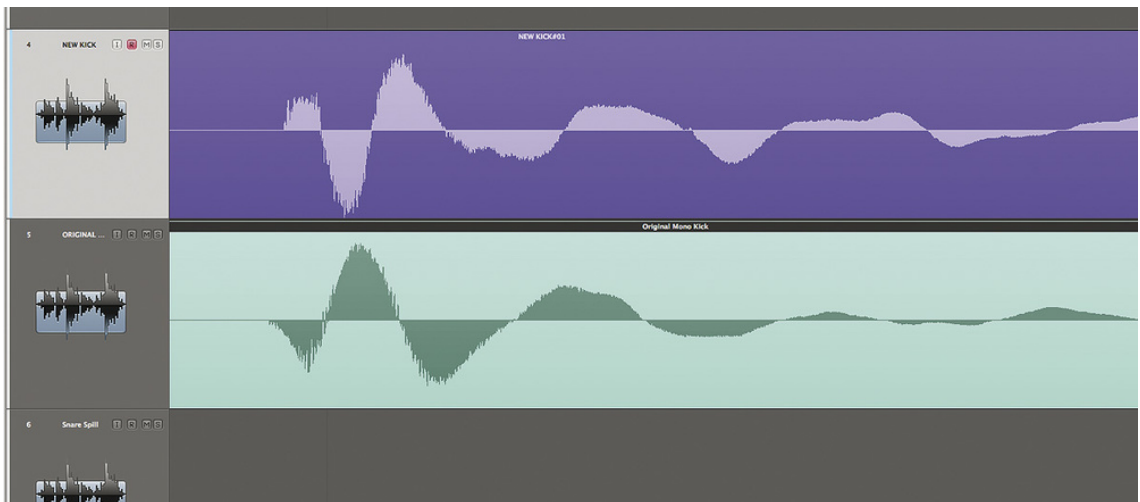 NEW KICK#01
4 NEW KICK I R M S
Original Mono Kick
5 ORIGINAL ... I R M S
6 Snare Spill I R M S